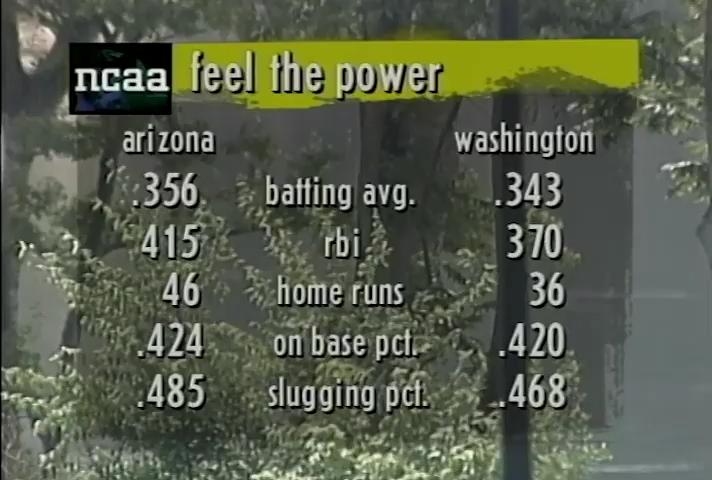 ncaa feel the power
arizona washington
.356 batting avg. .343
415 rbi 370
46 home runs 36
.424 on base pct. .420
.485 slugging pct. .468